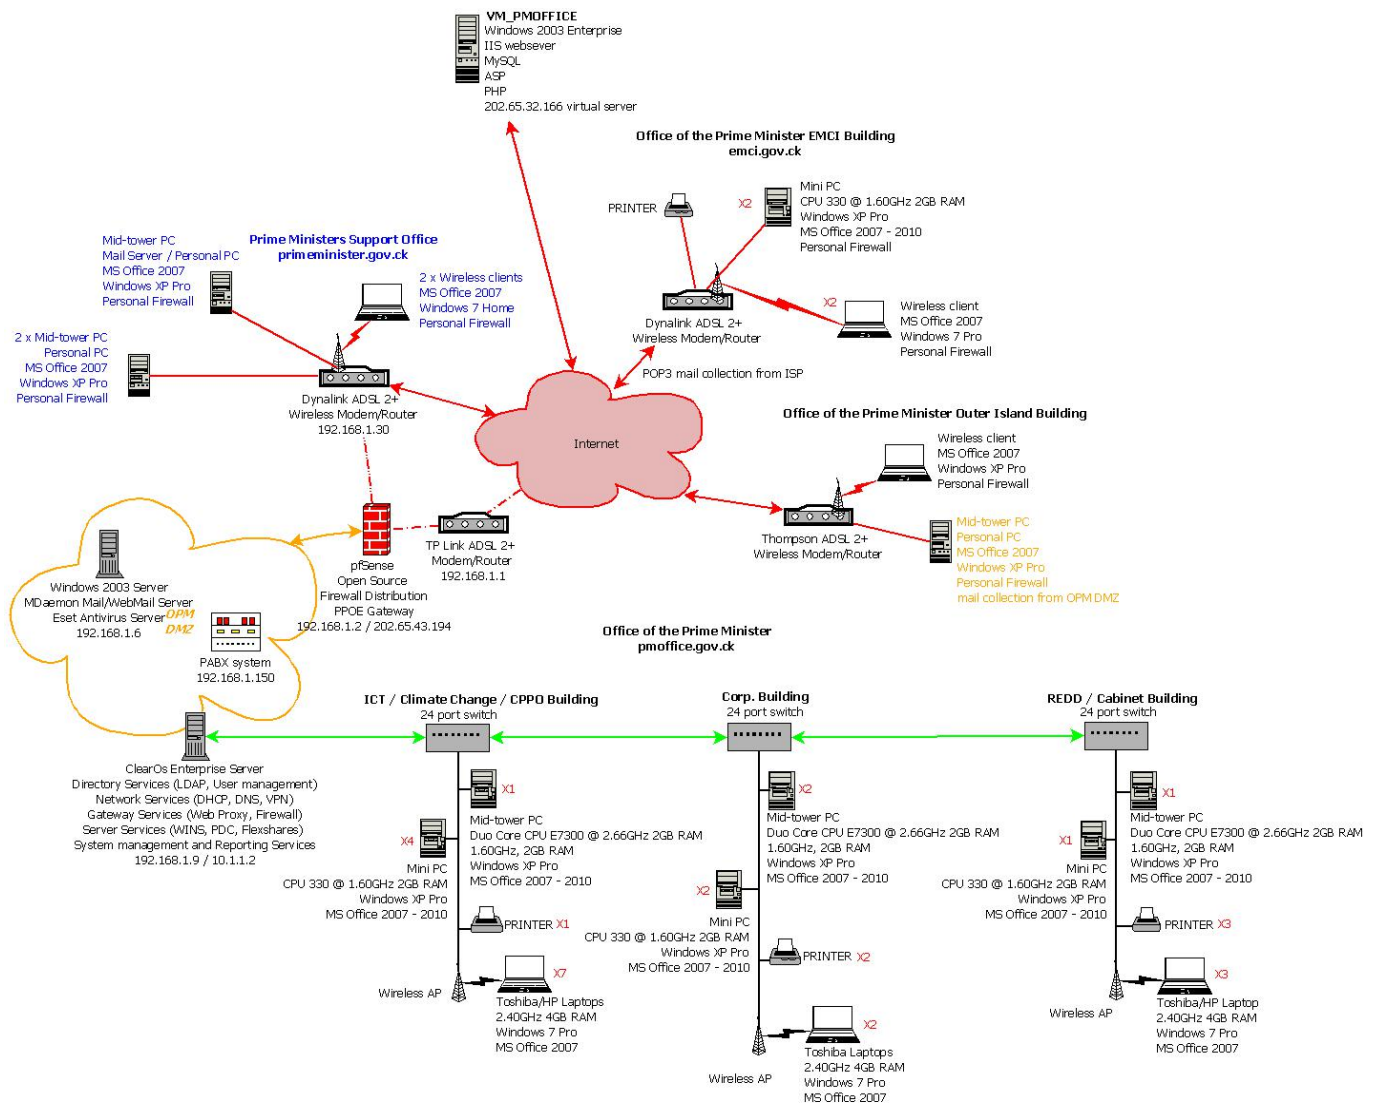 VM_PMOFFICE
Windows 2003 Enterprise
IIS websever
MySQL
ASP
PHP
202.65.32.166 virtual server
Office of the Prime Minister EMCI Building
emci.gov.ck
PRINTER
X2
Mini PC
CPU 330 @ 1.60GHz 2GB RAM
Windows XP Pro
MS Office 2007 - 2010
Personal Firewall
Dynalink ADSL 2+
Wireless Modem/Router
X2
Wireless client
MS Office 2007
Windows 7 Pro
Personal Firewall
POP3 mail collection from ISP
Prime Ministers Support Office
primeminister.gov.ck
Mid-tower PC
Mail Server / Personal PC
MS Office 2007
Windows XP Pro
Personal Firewall
2 x Wireless clients
MS Office 2007
Windows 7 Home
Personal Firewall
2 x Mid-tower PC
Personal PC
MS Office 2007
Windows XP Pro
Personal Firewall
Dynalink ADSL 2+
Wireless Modem/Router
192.168.1.30
Internet
Office of the Prime Minister Outer Island Building
Wireless client
MS Office 2007
Windows XP Pro
Personal Firewall
Thompson ADSL 2+
Wireless Modem/Router
Mid-tower PC
Personal PC
MS Office 2007
Windows XP Pro
Personal Firewall
mail collection from OPM DMZ
TP Link ADSL 2+
Modem/Router
192.168.1.1
pfSense
Open Source
Firewall Distribution
PPOE Gateway
192.168.1.2 / 202.65.43.194
Windows 2003 Server
MDaemon Mail/WebMail Server
Eset Antivirus Server
192.168.1.6
OPM
DMZ
PABX system
192.168.1.150
Office of the Prime Minister
pmoffice.gov.ck
ClearOs Enterprise Server
Directory Services (LDAP, User management)
Network Services (DHCP, DNS, VPN)
Gateway Services (Web Proxy, Firewall)
Server Services (WINS, PDC, Flexshares)
System management and Reporting Services
192.168.1.9 / 10.1.1.2
ICT / Climate Change / CPPO Building
24 port switch
X1
Mid-tower PC
Duo Core CPU E7300 @ 2.66GHz 2GB RAM
1.60GHz, 2GB RAM
Windows XP Pro
MS Office 2007 - 2010
X4
Mini PC
CPU 330 @ 1.60GHz 2GB RAM
Windows XP Pro
MS Office 2007 - 2010
PRINTER X1
Wireless AP
X7
Toshiba/HP Laptops
2.40GHz 4GB RAM
Windows 7 Pro
MS Office 2007
Corp. Building
24 port switch
X2
Mid-tower PC
Duo Core CPU E7300 @ 2.66GHz 2GB RAM
1.60GHz, 2GB RAM
Windows XP Pro
MS Office 2007 - 2010
X2
Mini PC
CPU 330 @ 1.60GHz 2GB RAM
Windows XP Pro
MS Office 2007 - 2010
PRINTER X2
Wireless AP
X2
Toshiba Laptops
2.40GHz 4GB RAM
Windows 7 Pro
MS Office 2007
REDD / Cabinet Building
24 port switch
X1
Mid-tower PC
Duo Core CPU E7300 @ 2.66GHz 2GB RAM
1.60GHz, 2GB RAM
Windows XP Pro
MS Office 2007 - 2010
X1
Mini PC
CPU 330 @ 1.60GHz 2GB RAM
Windows XP Pro
MS Office 2007 - 2010
PRINTER X3
Wireless AP
X3
Toshiba/HP Laptop
2.40GHz 4GB RAM
Windows 7 Pro
MS Office 2007